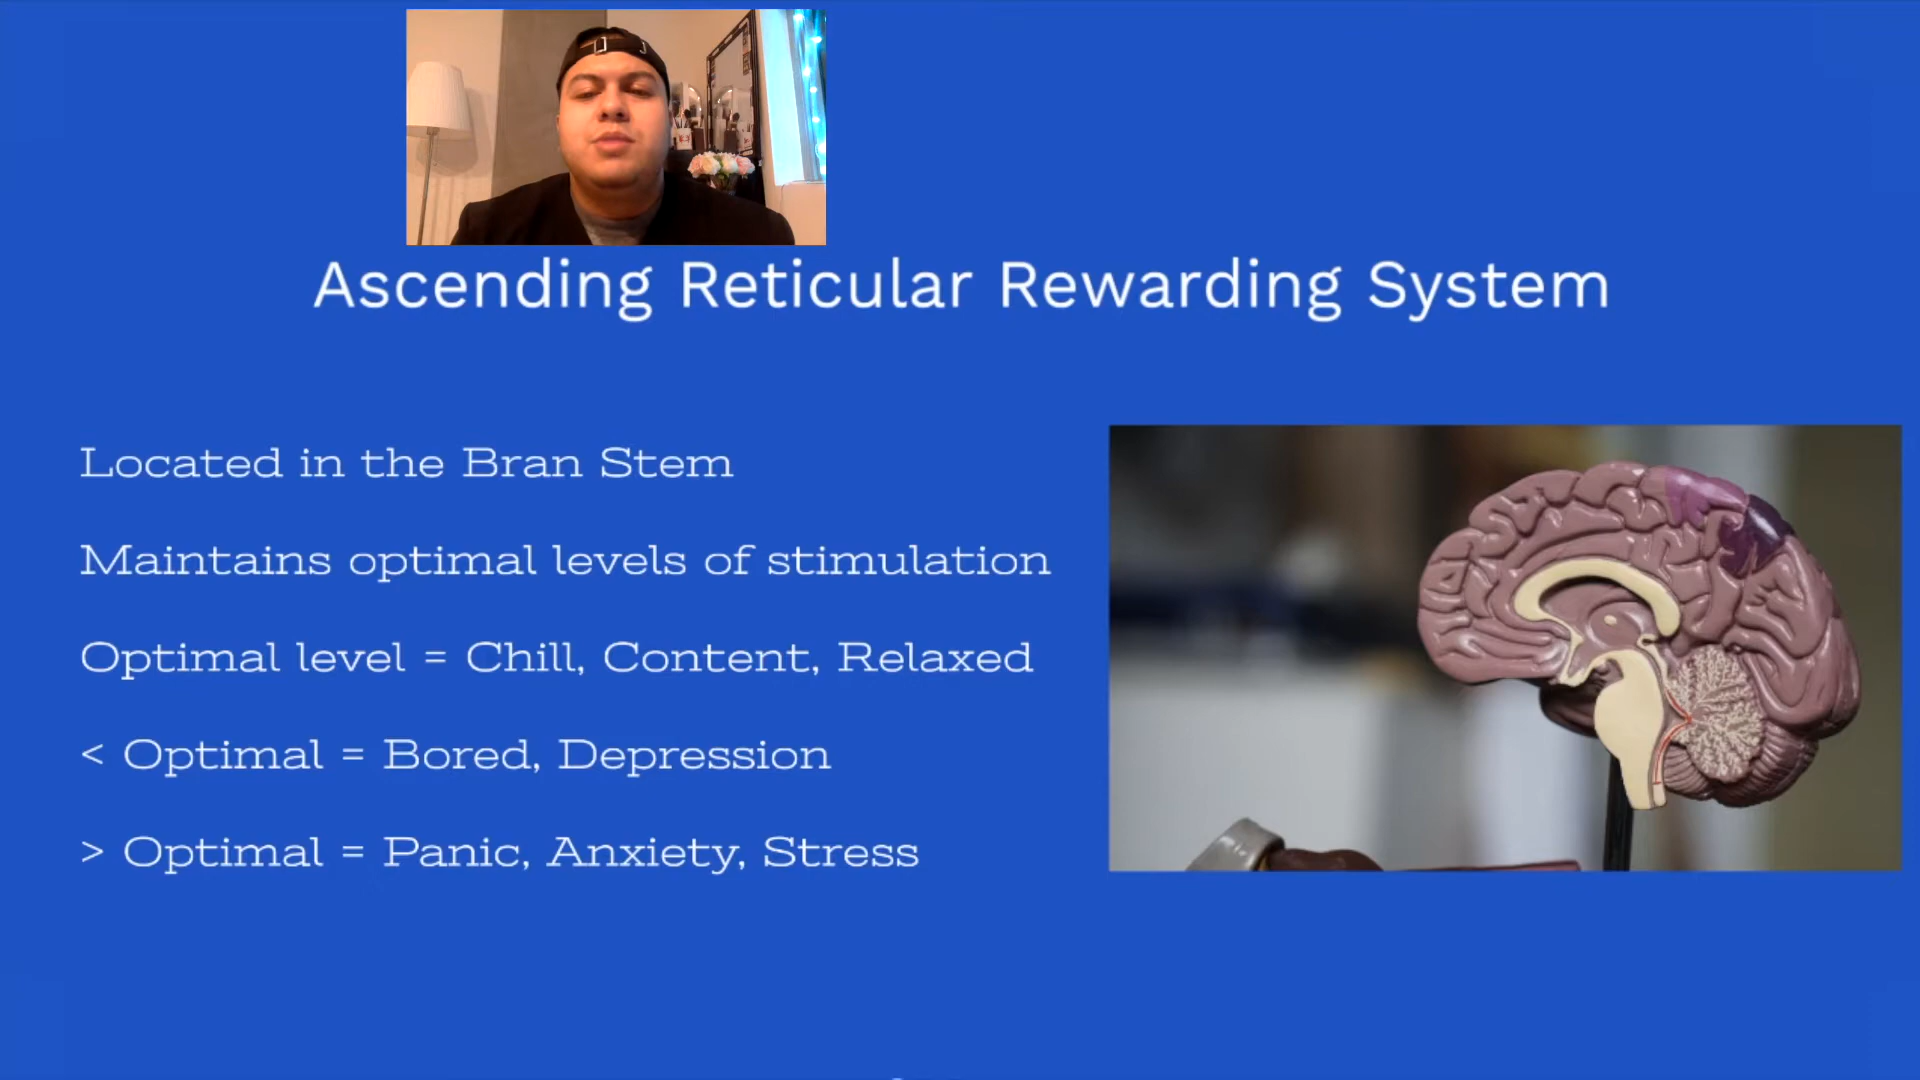 Ascending Reticular Rewarding System
Located in the Bran Stem
Maintains optimal levels of stimulation
Optimal level = Chill, Content, Relaxed
< Optimal = Bored, Depression
> Optimal = Panic, Anxiety, Stress